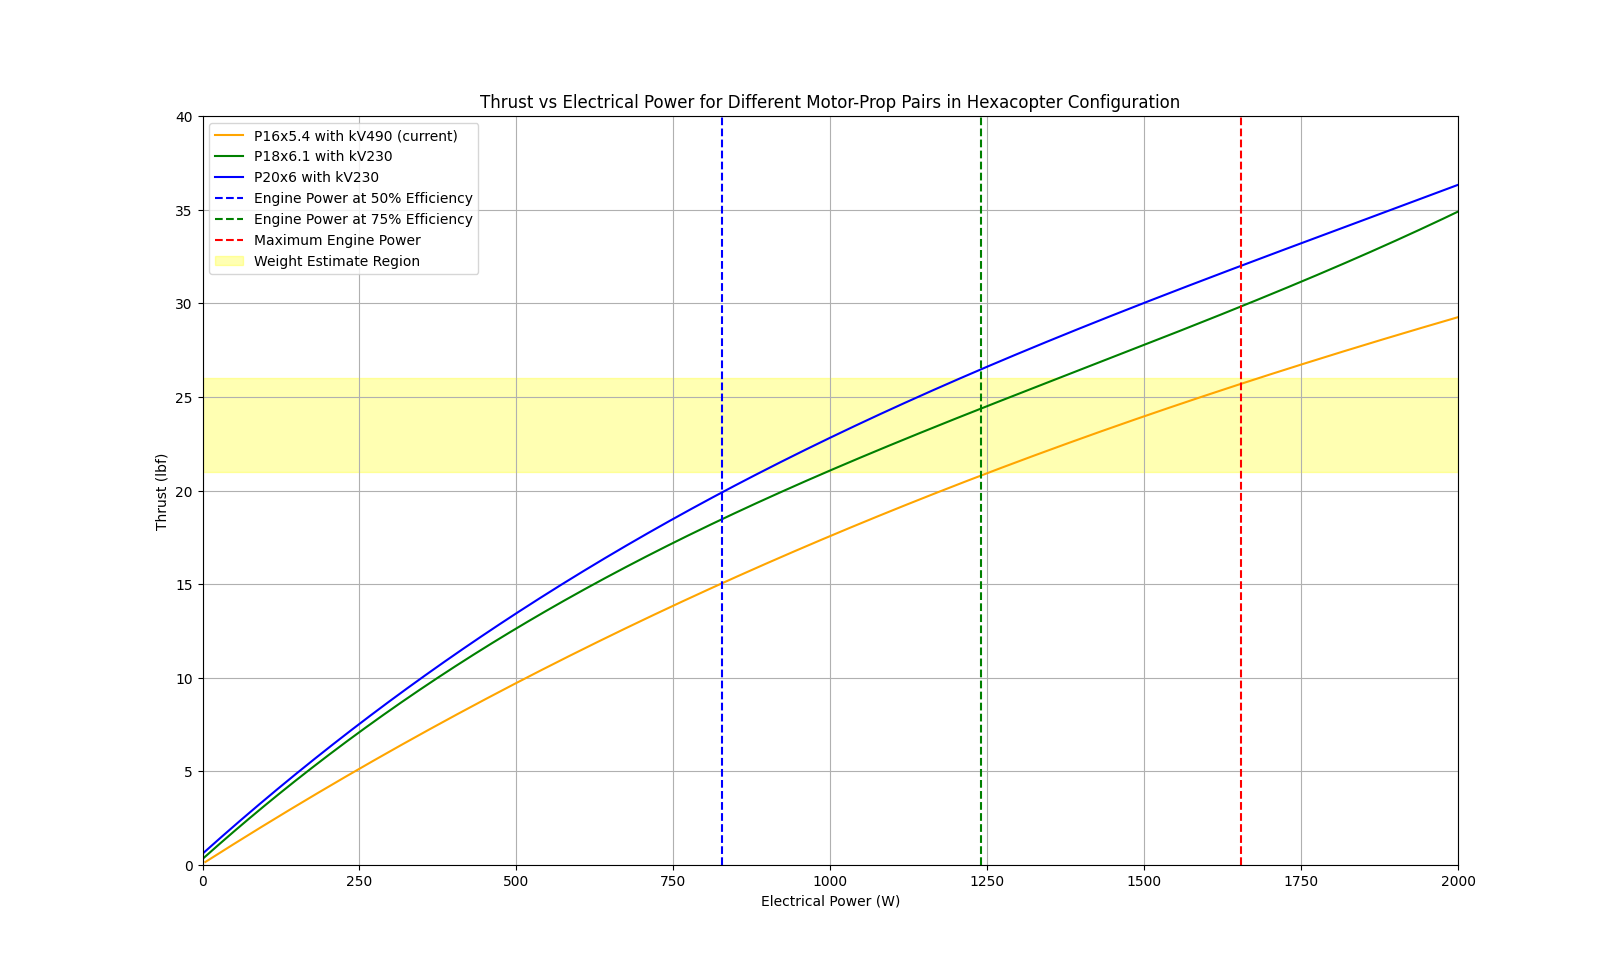 Thrust vs Electrical Power for Different Motor-Prop Pairs in Hexacopter Configuration
40
35
30
25
20
15
10
5
0
Thrust (lbf)
P16x5.4 with kV490 (current)
P18x6.1 with kV230
P20x6 with kV230
Engine Power at 50% Efficiency
Engine Power at 75% Efficiency
Maximum Engine Power
Weight Estimate Region
0 250 500 750 1000 1250 1500 1750 2000
Electrical Power (W)